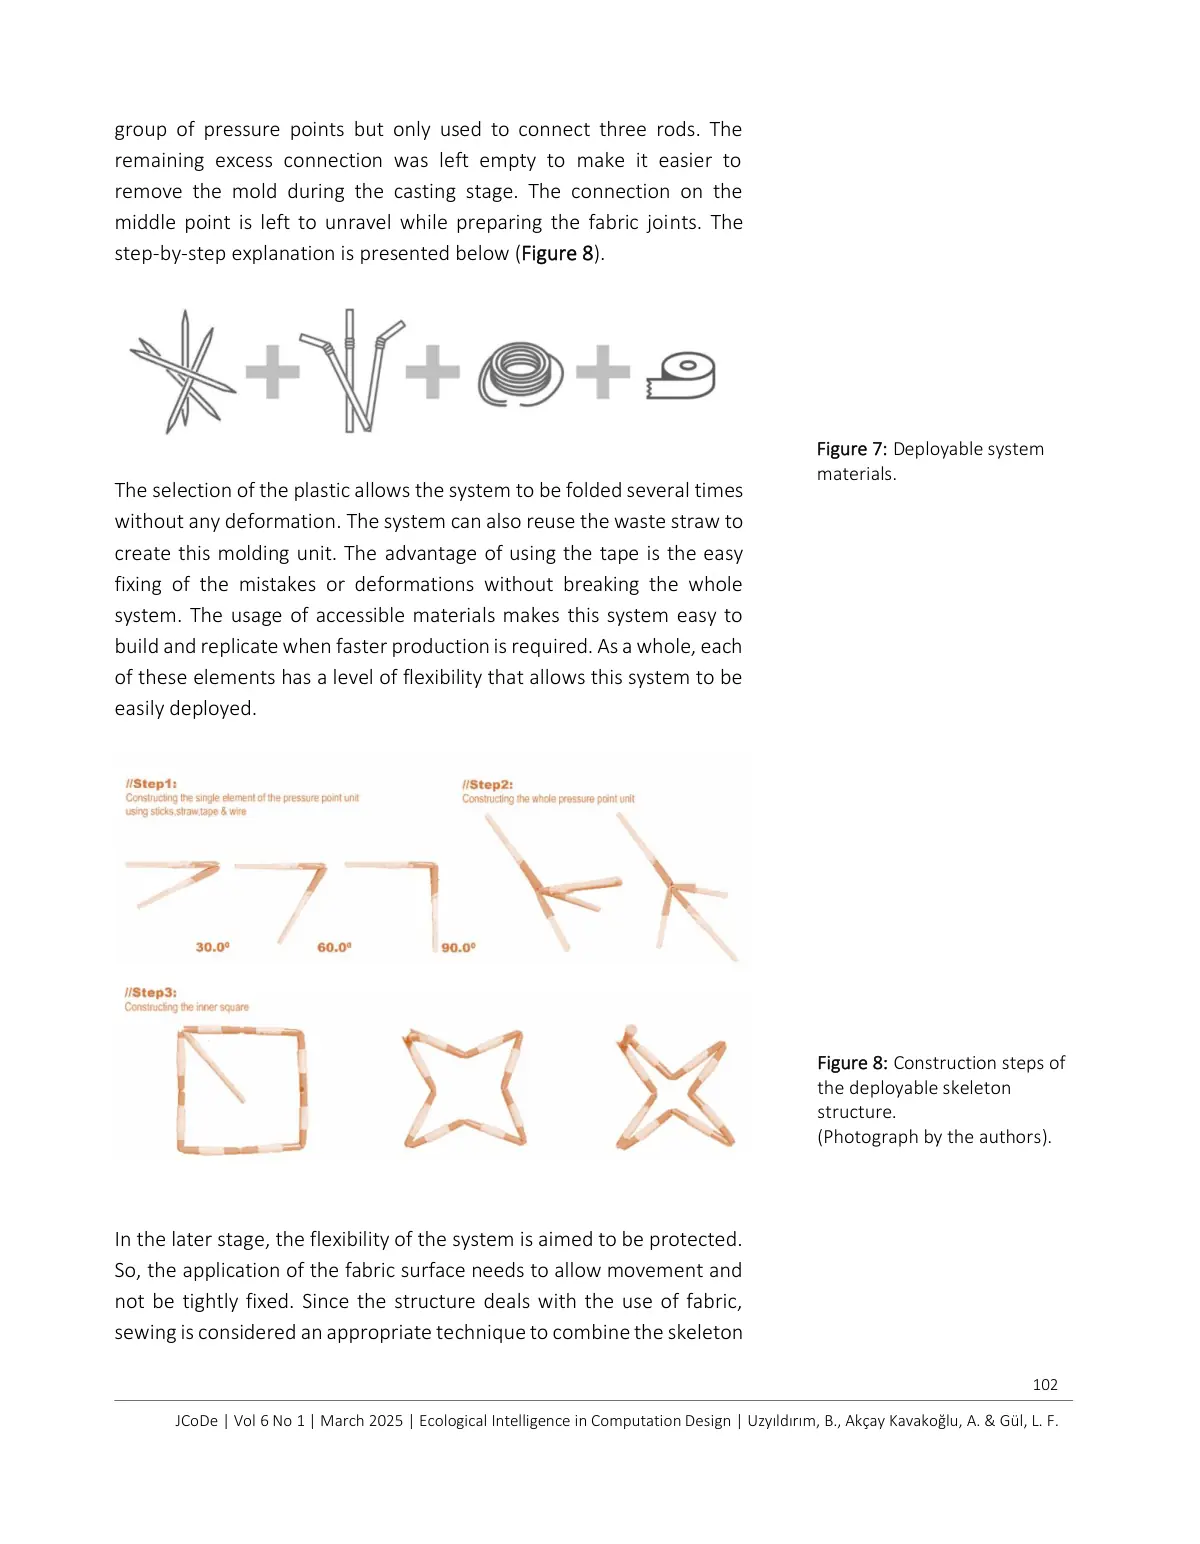 group of pressure points but only used to connect three rods. The
remaining excess connection was left empty to make it easier to
remove the mold during the casting stage. The connection on the
middle point is left to unravel while preparing the fabric joints. The
step-by-step explanation is presented below (Figure 8).
Figure 7: Deployable system
materials.
The selection of the plastic allows the system to be folded several times
without any deformation. The system can also reuse the waste straw to
create this molding unit. The advantage of using the tape is the easy
fixing of the mistakes or deformations without breaking the whole
system. The usage of accessible materials makes this system easy to
build and replicate when faster production is required. As a whole, each
of these elements has a level of flexibility that allows this system to be
easily deployed.
//Step1:
Constructing the single element of the pressure point unit
using sticks,straw,tape & wire
30.0⁰
60.0⁰
90.0⁰
//Step2:
Constructing the whole pressure point unit
//Step3:
Constructing the inner square
Figure 8: Construction steps of
the deployable skeleton
structure.
(Photograph by the authors).
In the later stage, the flexibility of the system is aimed to be protected.
So, the application of the fabric surface needs to allow movement and
not be tightly fixed. Since the structure deals with the use of fabric,
sewing is considered an appropriate technique to combine the skeleton
102
JCoDe | Vol 6 No 1 | March 2025 | Ecological Intelligence in Computation Design | Uzyıldırım, B., Akçay Kavakoğlu, A. & Gül, L. F.